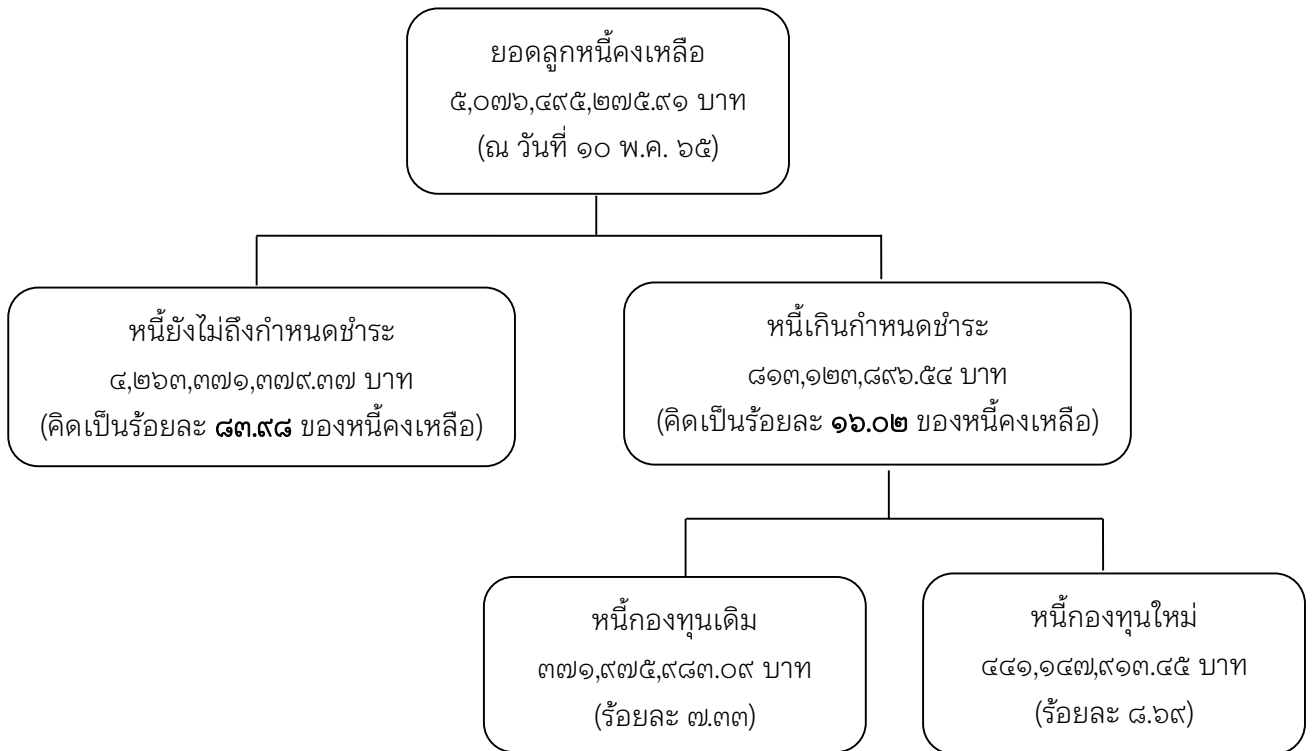 ยอดลูกหนี้คงเหลือ
๕,๐๗๖,๔๙๕,๒๗๕.๙๑ บาท
(ณ วันที่ ๑๐ พ.ค. ๖๕)
หนี้ยังไม่ถึงกำหนดชำระ
๔,๒๖๓,๓๗๑,๓๗๙.๓๗ บาท
(คิดเป็นร้อยละ ๘๓.๙๘ ของหนี้คงเหลือ)
หนี้เกินกำหนดชำระ
๘๑๓,๑๒๓,๘๙๖.๕๔ บาท
(คิดเป็นร้อยละ ๑๖.๐๒ ของหนี้คงเหลือ)
หนี้กองทุนเดิม
๓๗๑,๙๗๕,๙๘๓.๐๙ บาท
(ร้อยละ ๗.๓๓)
หนี้กองทุนใหม่
๔๔๑,๑๔๗,๙๑๓.๔๕ บาท
(ร้อยละ ๘.๖๙)